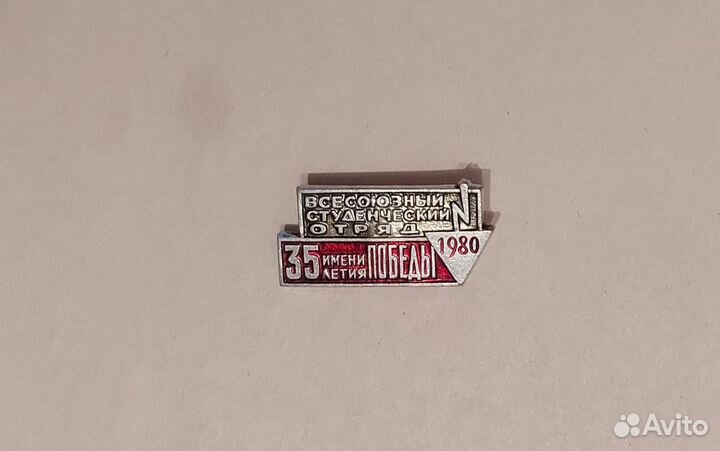 ВСЕСОЮЗНЫЙ
СТУДЕНЧЕСКИЙ
ОТРЯД
1980
35 ИМЕНИ ЛЕТИЯ ПОБЕДЫ
Avito